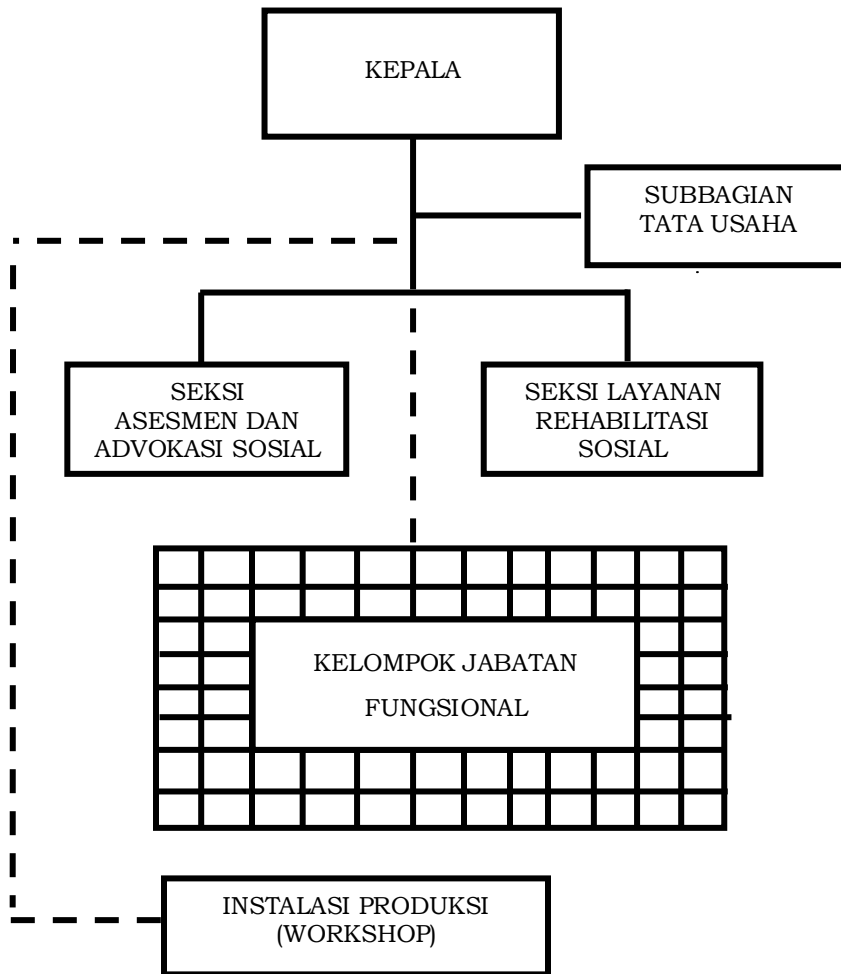 KEPALA
SUBBAGIAN
TATA USAHA
SEKSI
ASESMEN DAN
ADVOKASI SOSIAL
SEKSI LAYANAN
REHABILITASI
SOSIAL
KELOMPOK JABATAN
FUNGSIONAL
INSTALASI PRODUKSI
(WORKSHOP)